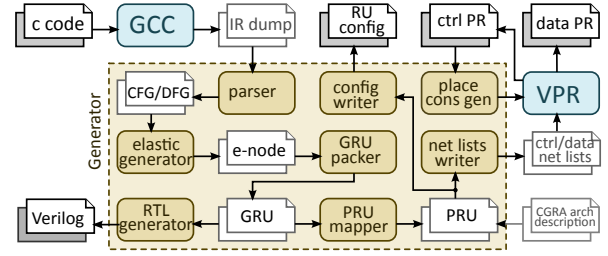 c code
GCC
IR dump
RU
config
ctrl PR
data PR
Generator
CFG/DFG
parser
config
writer
place
cons gen
VPR
elastic
generator
e-node
GRU
packer
net lists
writer
ctrl/data
net lists
Verilog
RTL
generator
GRU
PRU
mapper
PRU
CGRA arch
description